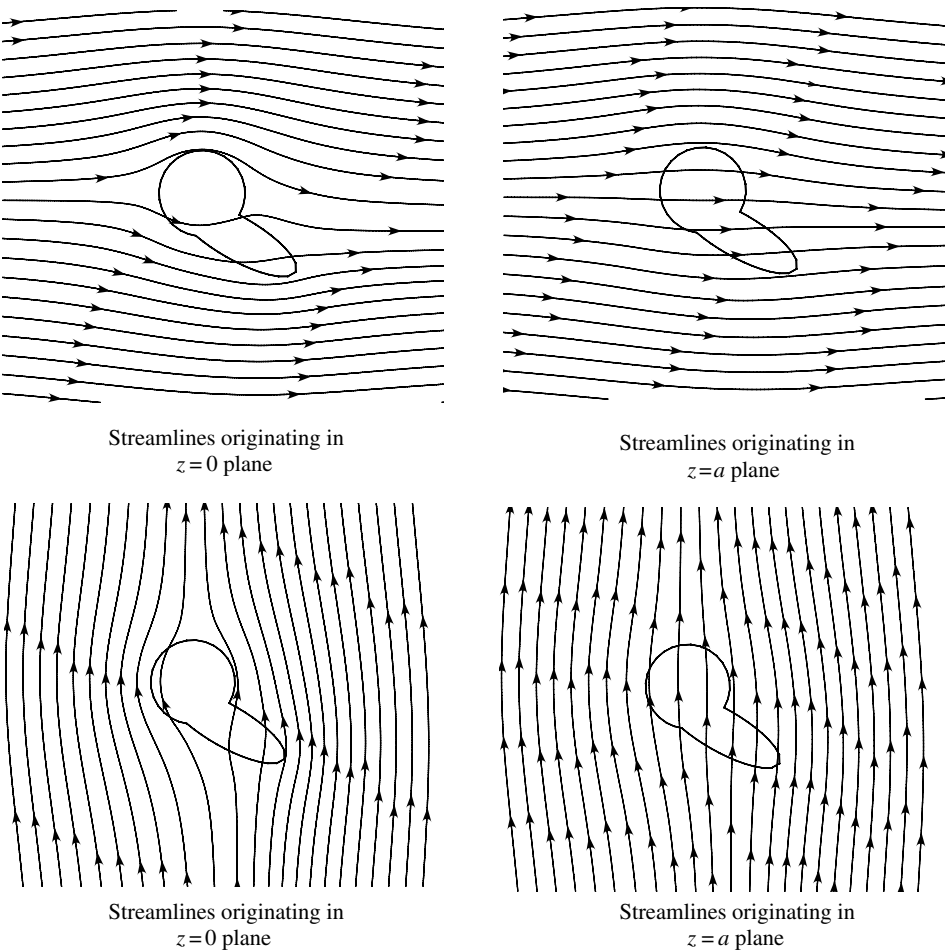 Streamlines originating in
z = 0 plane
Streamlines originating in
z = a plane
Streamlines originating in
z = 0 plane
Streamlines originating in
z = a plane